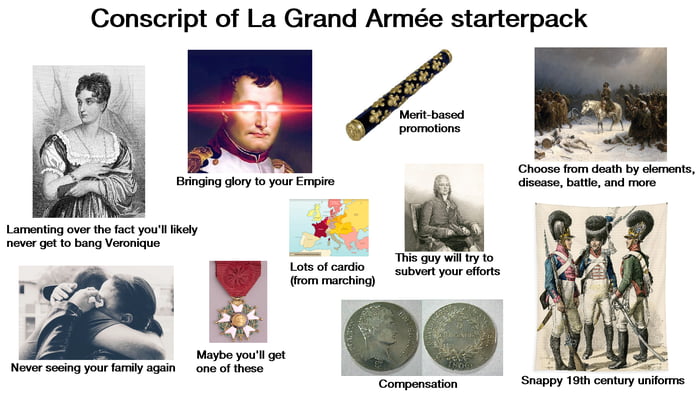 Conscript of La Grand Armée starterpack
Merit-based
promotions
Bringing glory to your Empire
Choose from death by elements,
disease, battle, and more
Lamenting over the fact you'll likely
never get to bang Veronique
Lots of cardio
(from marching)
This guy will try to
subvert your efforts
Never seeing your family again
Maybe you'll get
one of these
Compensation
Snappy 19th century uniforms